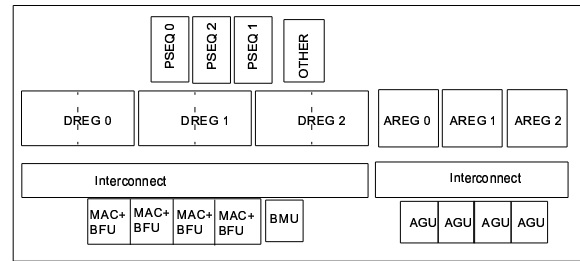 PSEQ 0
PSEQ 2
PSEQ 1
OTHER
DREG 0
DREG 1
DREG 2
AREG 0
AREG 1
AREG 2
Interconnect
Interconnect
MAC+
BFU
MAC+
BFU
MAC+
BFU
MAC+
BFU
BMU
AGU
AGU
AGU
AGU